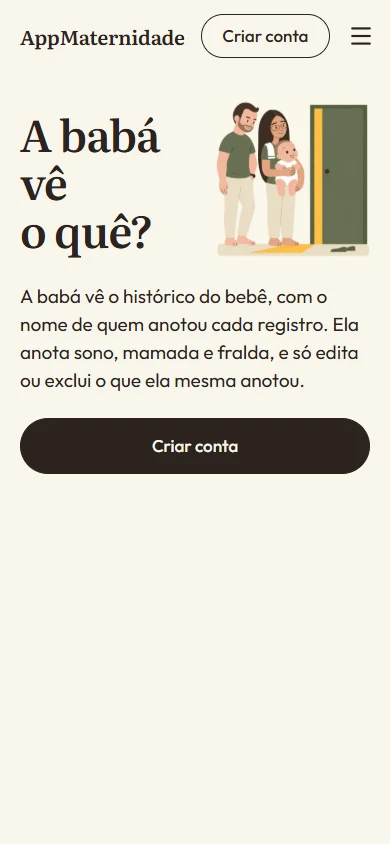 AppMaternidade
Criar conta
A babá
vê
o quê?
A babá vê o histórico do bebê, com o
nome de quem anotou cada registro. Ela
anota sono, mamada e fralda, e só edita
ou exclui o que ela mesma anotou.
Criar conta